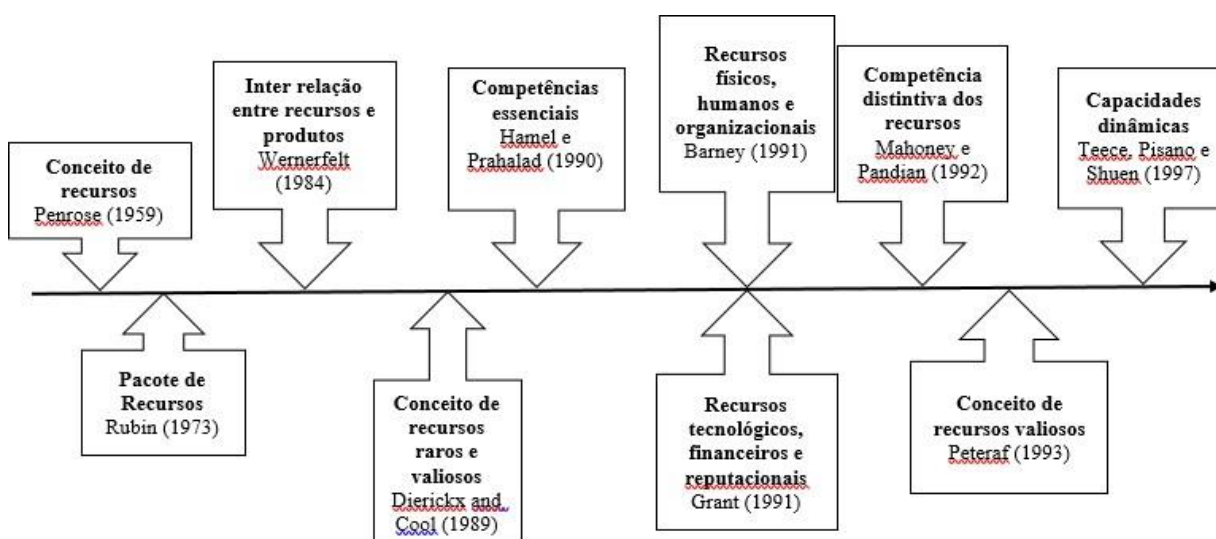 Conceito de
recursos
Penrose (1959)
Pacote de
Recursos
Rubin (1973)
Inter relação
entre recursos e
produtos
Wernerfelt
(1984)
Conceito de
recursos
raros e
valiosos
Dierickx and
Cool (1989)
Competências
essenciais
Hamel e
Prahalad (1990)
Recursos
físicos,
humanos e
organizacionais
Barney (1991)
Recursos
tecnológicos,
financeiros e
reputacionais
Grant (1991)
Competência
distintiva dos
recursos
Mahoney e
Pandian (1992)
Conceito de
recursos valiosos
Peteraf (1993)
Capacidades
dinâmicas
Teece, Pisano e
Shuen (1997)